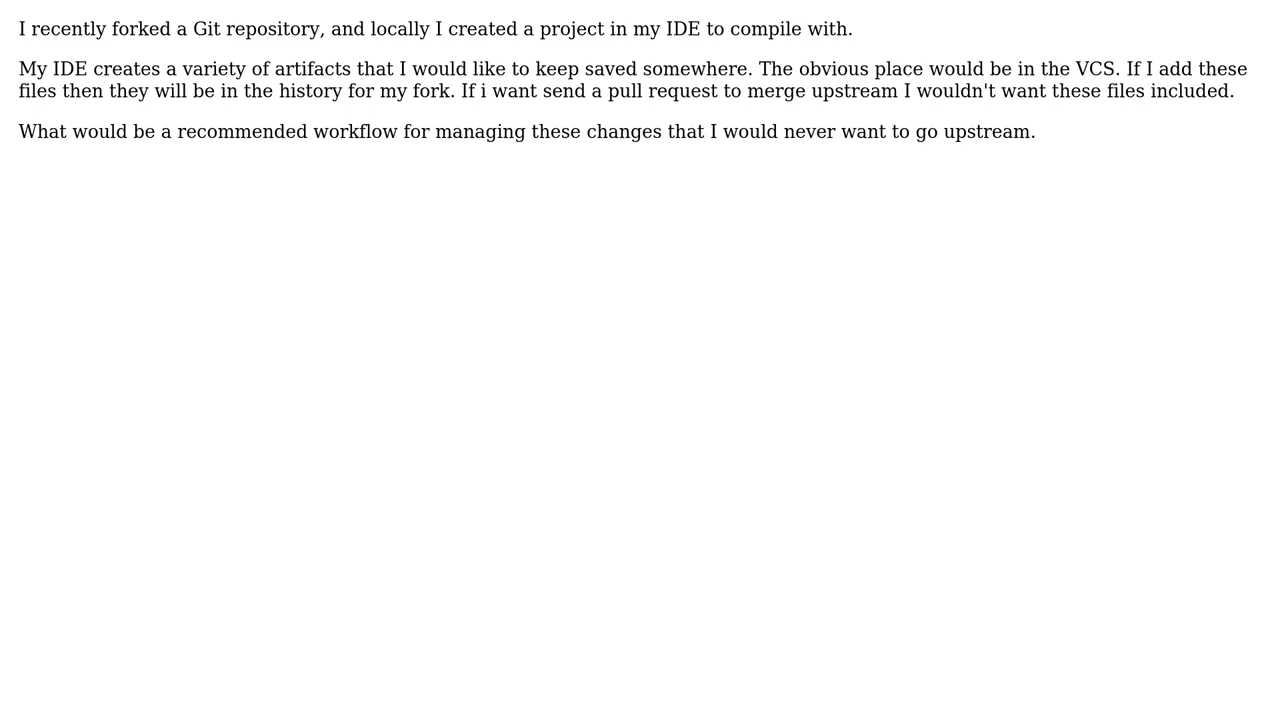 I recently forked a Git repository, and locally I created a project in my IDE to compile with.
My IDE creates a variety of artifacts that I would like to keep saved somewhere. The obvious place would be in the VCS. If I add these
files then they will be in the history for my fork. If i want send a pull request to merge upstream I wouldn't want these files included.
What would be a recommended workflow for managing these changes that I would never want to go upstream.